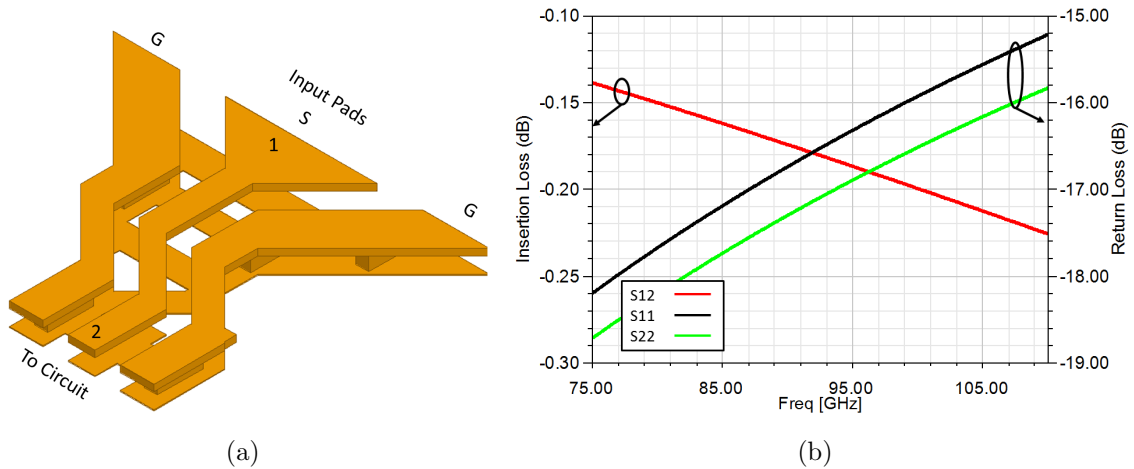 G
Input Pads
S
1
G
2
To Circuit
(a)
-0.10
-0.15
-0.20
-0.25
-0.30
Insertion Loss (dB)
-15.00
-16.00
-17.00
-18.00
-19.00
Return Loss (dB)
S12
S11
S22
75.00 85.00 95.00 105.00
Freq [GHz]
(b)